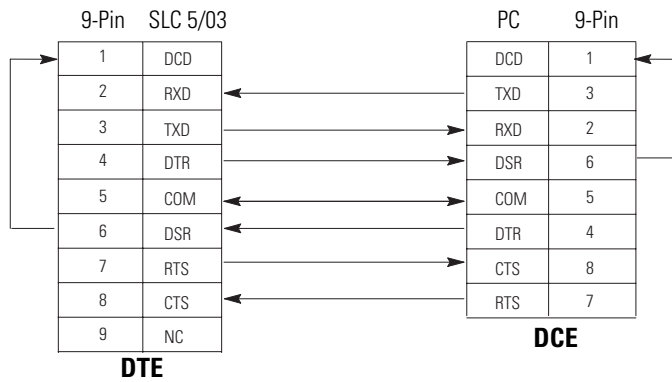 9-Pin SLC 5/03 PC 9-Pin
1 DCD DCD 1
2 RXD TXD 3
3 TXD RXD 2
4 DTR DSR 6
5 COM COM 5
6 DSR DTR 4
7 RTS CTS 8
8 CTS RTS 7
9 NC DCE
DTE